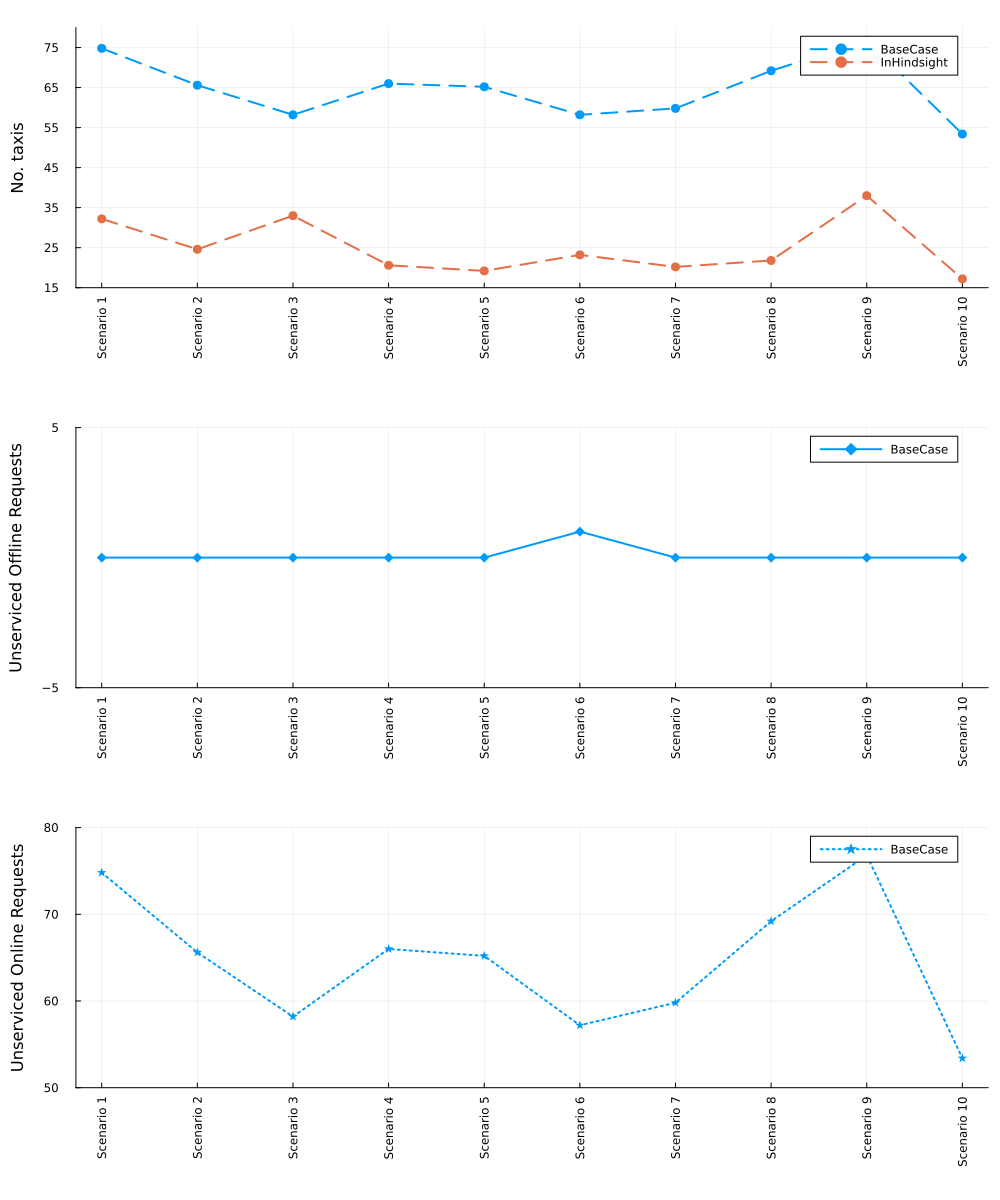 No. taxis
75
65
55
45
35
25
15
BaseCase
InHindsight
Scenario 1
Scenario 2
Scenario 3
Scenario 4
Scenario 5
Scenario 6
Scenario 7
Scenario 8
Scenario 9
Scenario 10
Unserviced Offline Requests
5
−5
BaseCase
Scenario 1
Scenario 2
Scenario 3
Scenario 4
Scenario 5
Scenario 6
Scenario 7
Scenario 8
Scenario 9
Scenario 10
Unserviced Online Requests
80
70
60
50
BaseCase
Scenario 1
Scenario 2
Scenario 3
Scenario 4
Scenario 5
Scenario 6
Scenario 7
Scenario 8
Scenario 9
Scenario 10